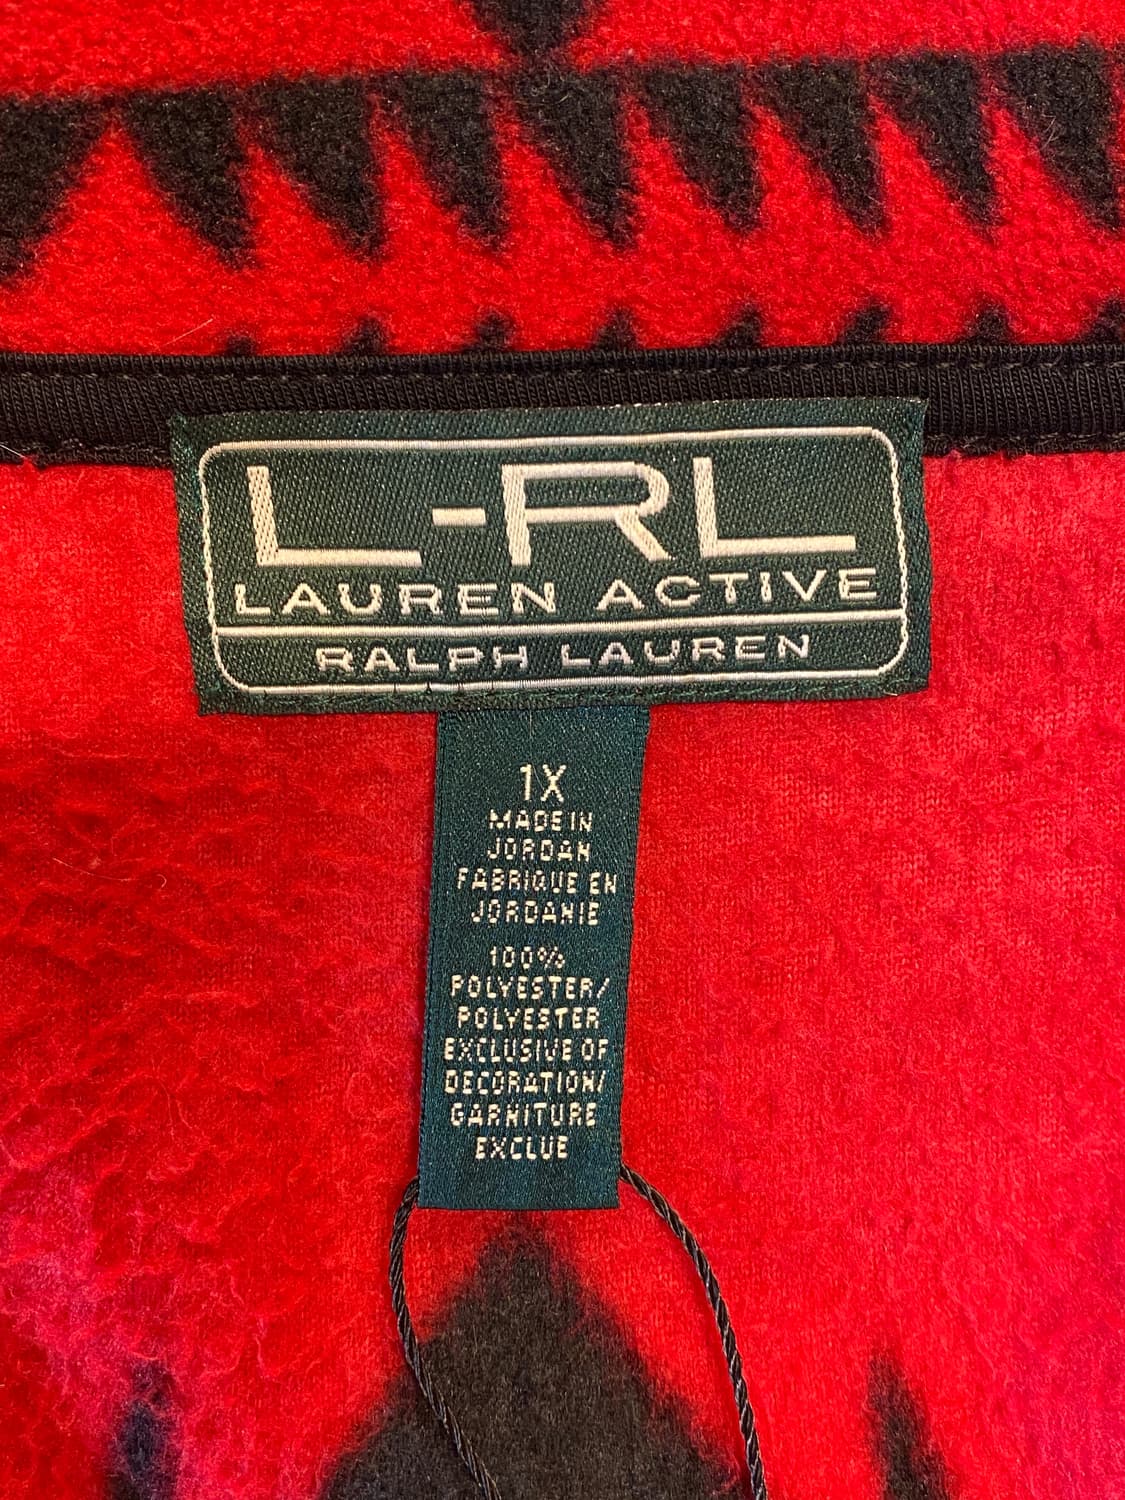 L-RL
LAUREN ACTIVE
RALPH LAUREN
1X
MADE IN
JORDAN
FABRIQUE EN
JORDANIE
100%
POLYESTER/
POLYESTER
EXCLUSIVE OF
DECORATION/
GARNITURE
EXCLUE